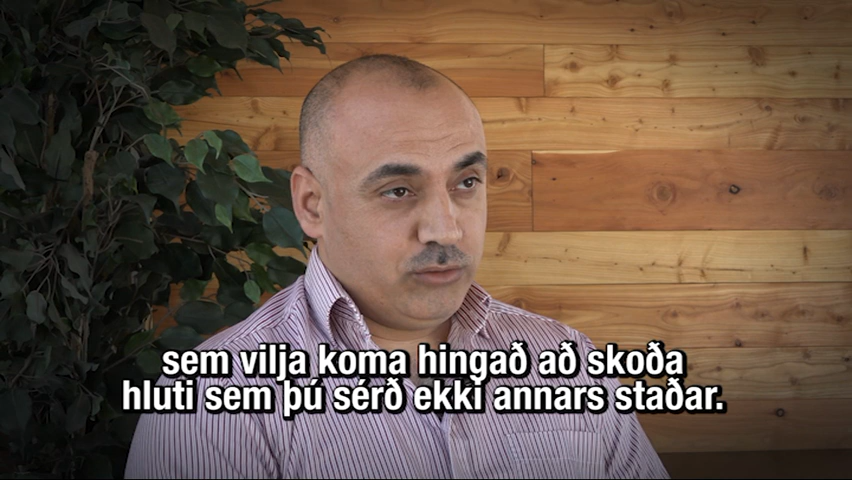 sem vilja koma hingað að skoða
hluti sem þú sérð ekki annars staðar.